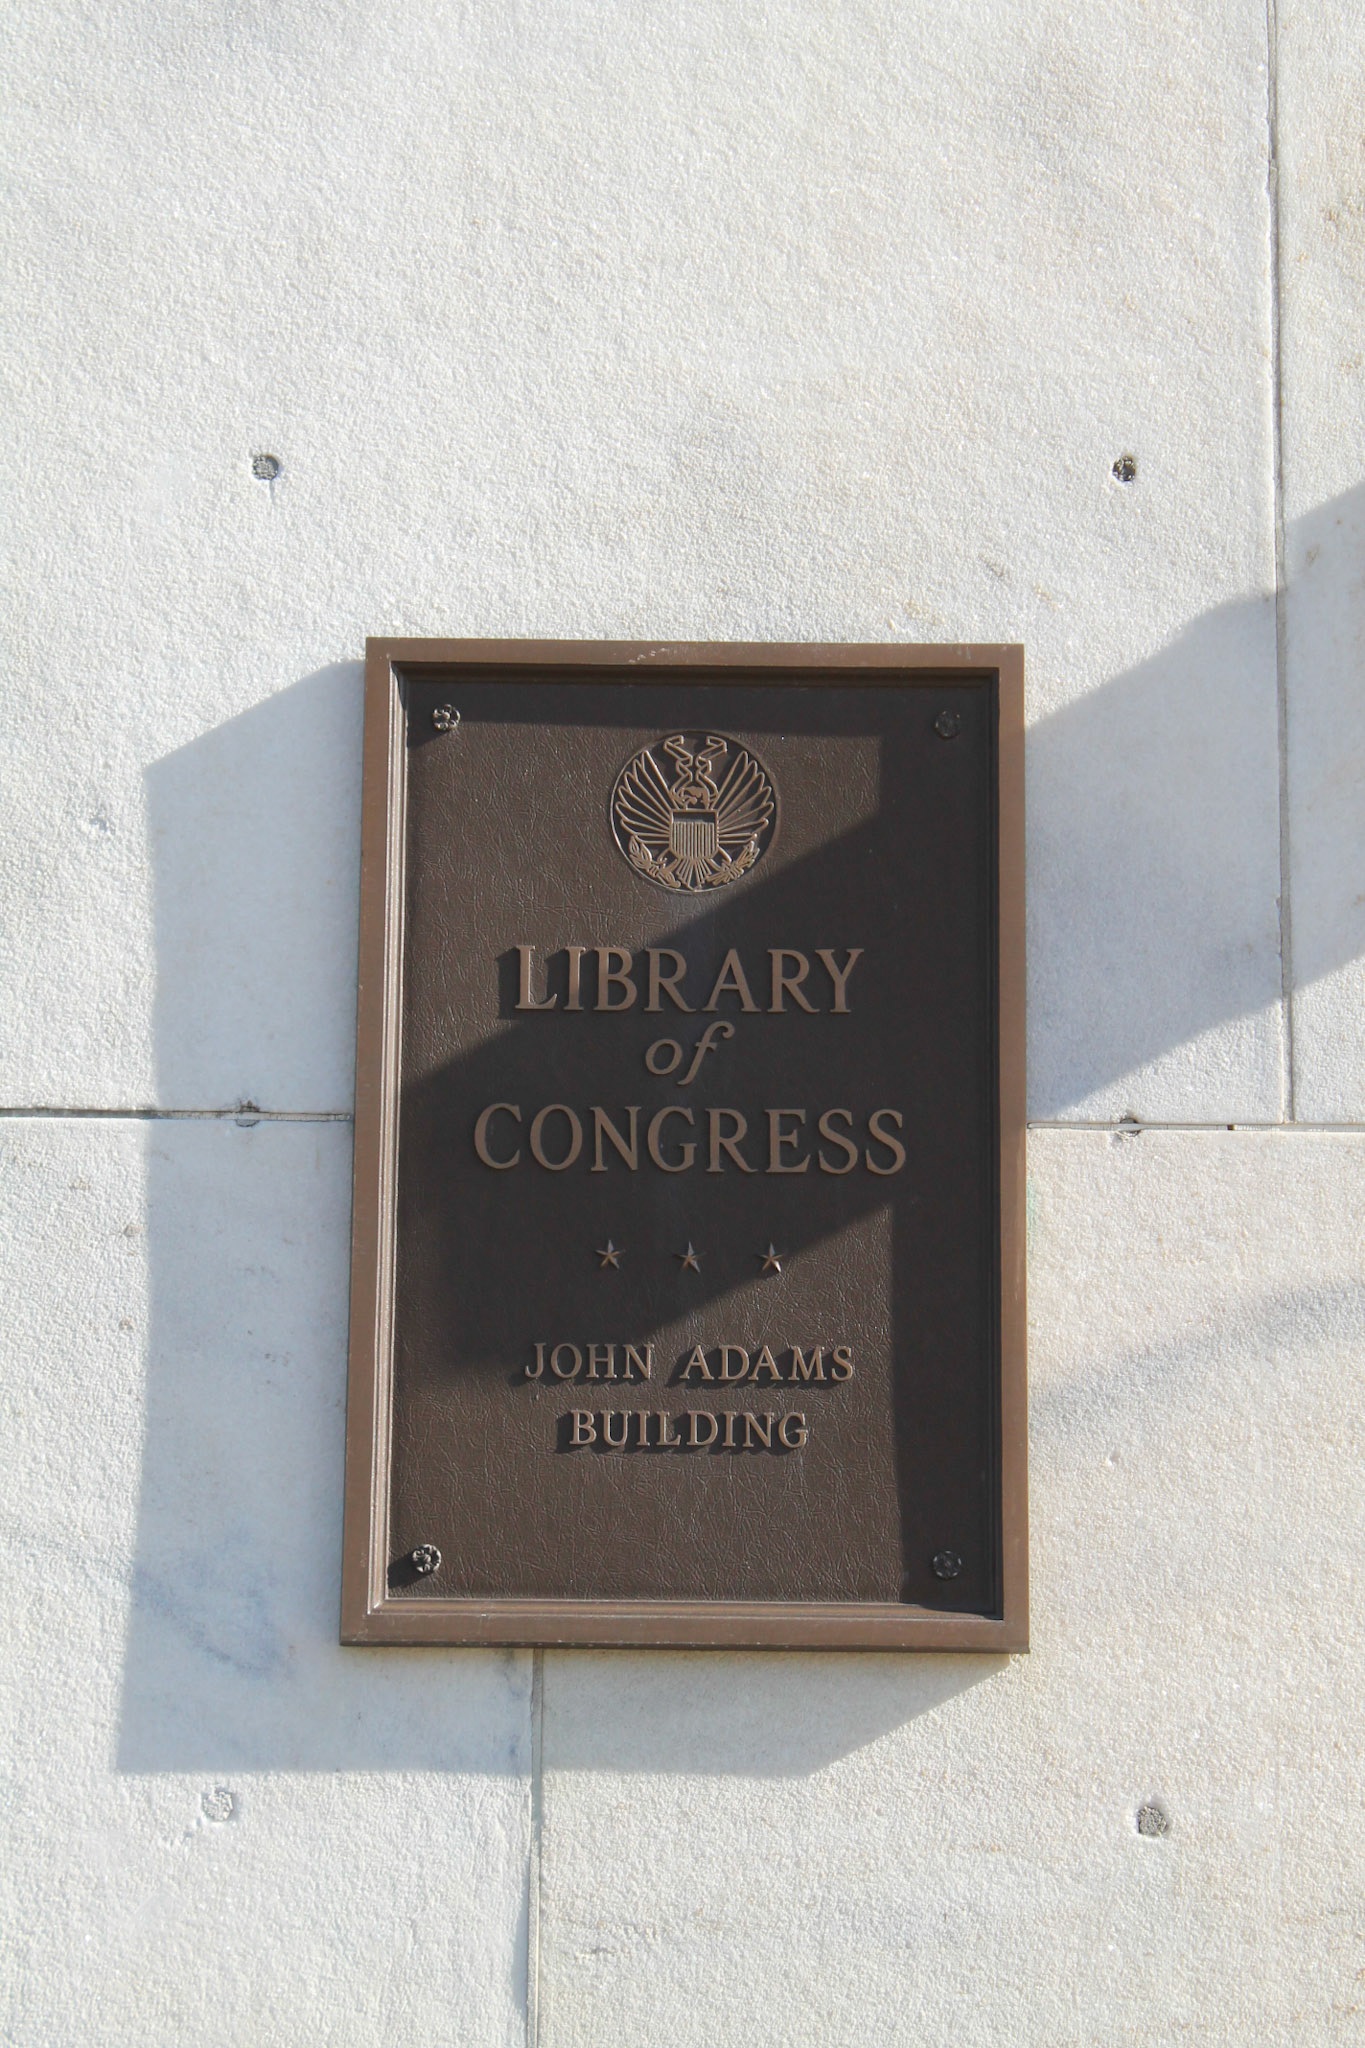 LIBRARY
of
CONGRESS
JOHN ADAMS
BUILDING